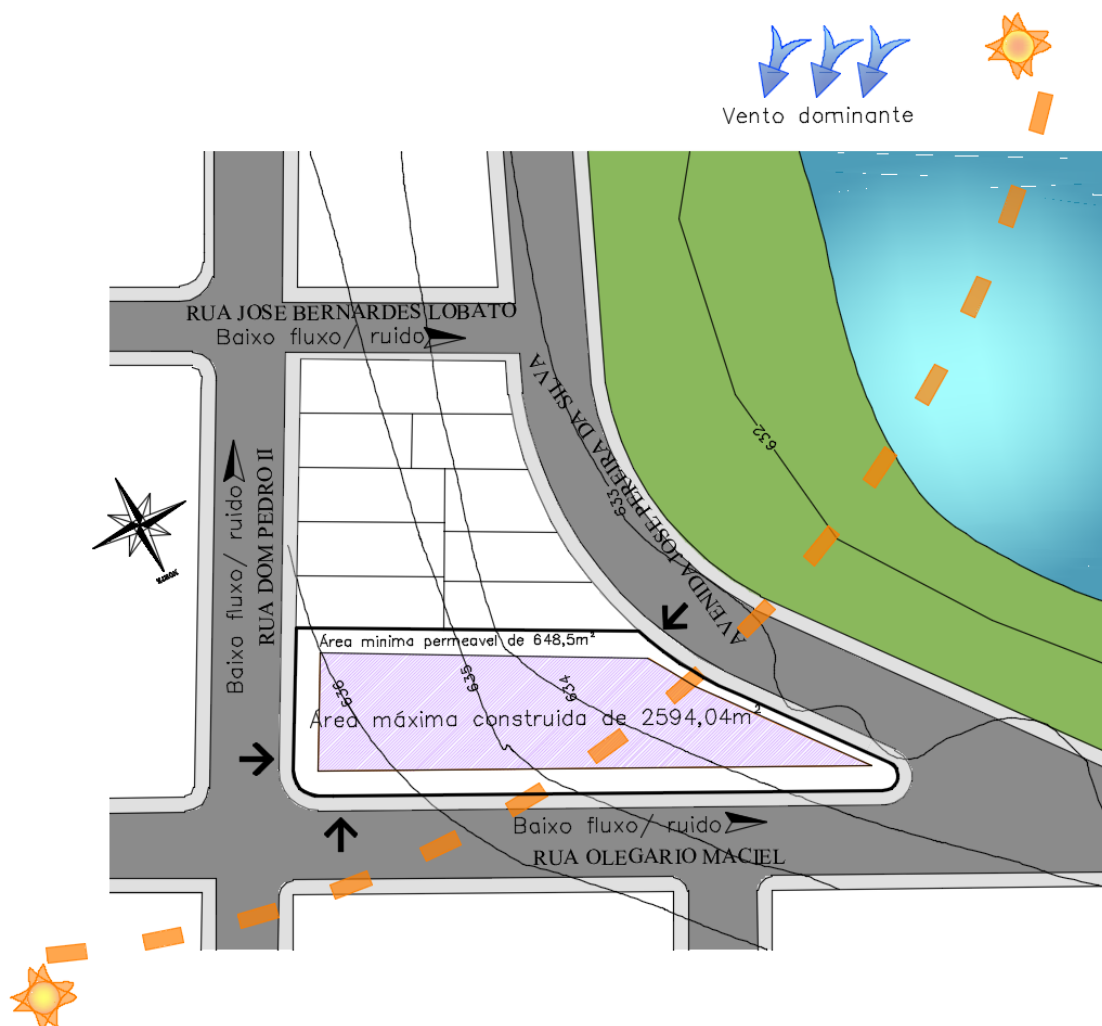 Vento dominante
RUA JOSE BERNARDES LOBATO
Baixo fluxo/ ruido
AVENIDA JOSE PEREIRA DA SILVA
632
633
RUA DOM PEDRO II
Baixo fluxo/ ruido
Área minima permeavel de 648,5m²
636
635
634
Área máxima construida de 2594,04m²
Baixo fluxo/ ruido
RUA OLEGARIO MACIEL